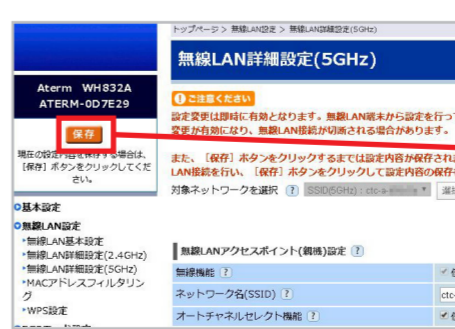 トップページ > 無線LAN設定 > 無線LAN詳細設定(5GHz)
無線LAN詳細設定(5GHz)
Aterm WH832A
ATERM-0D7E29
保存
現在の設定内容を保存する場合は、
[保存] ボタンをクリックしてくだ
さい。
基本設定
無線LAN設定
無線LAN基本設定
無線LAN詳細設定(2.4GHz)
無線LAN詳細設定(5GHz)
MACアドレスフィルタリン
グ
WPS設定
ご注意ください
設定変更は即時に有効となります。無線LAN端末から設定を行っ
変更が有効になり、無線LAN接続が切断される場合があります。
また、[保存] ボタンをクリックするまでは設定内容が保存され
LAN接続を行い、[保存] ボタンをクリックして設定内容の保存
対象ネットワークを選択 ? SSID(5GHz) : ctc-a- 選
無線LANアクセスポイント(親機)設定 ?
無線機能 ?
ネットワーク名(SSID) ? ctc-
オートチャネルセレクト機能 ?